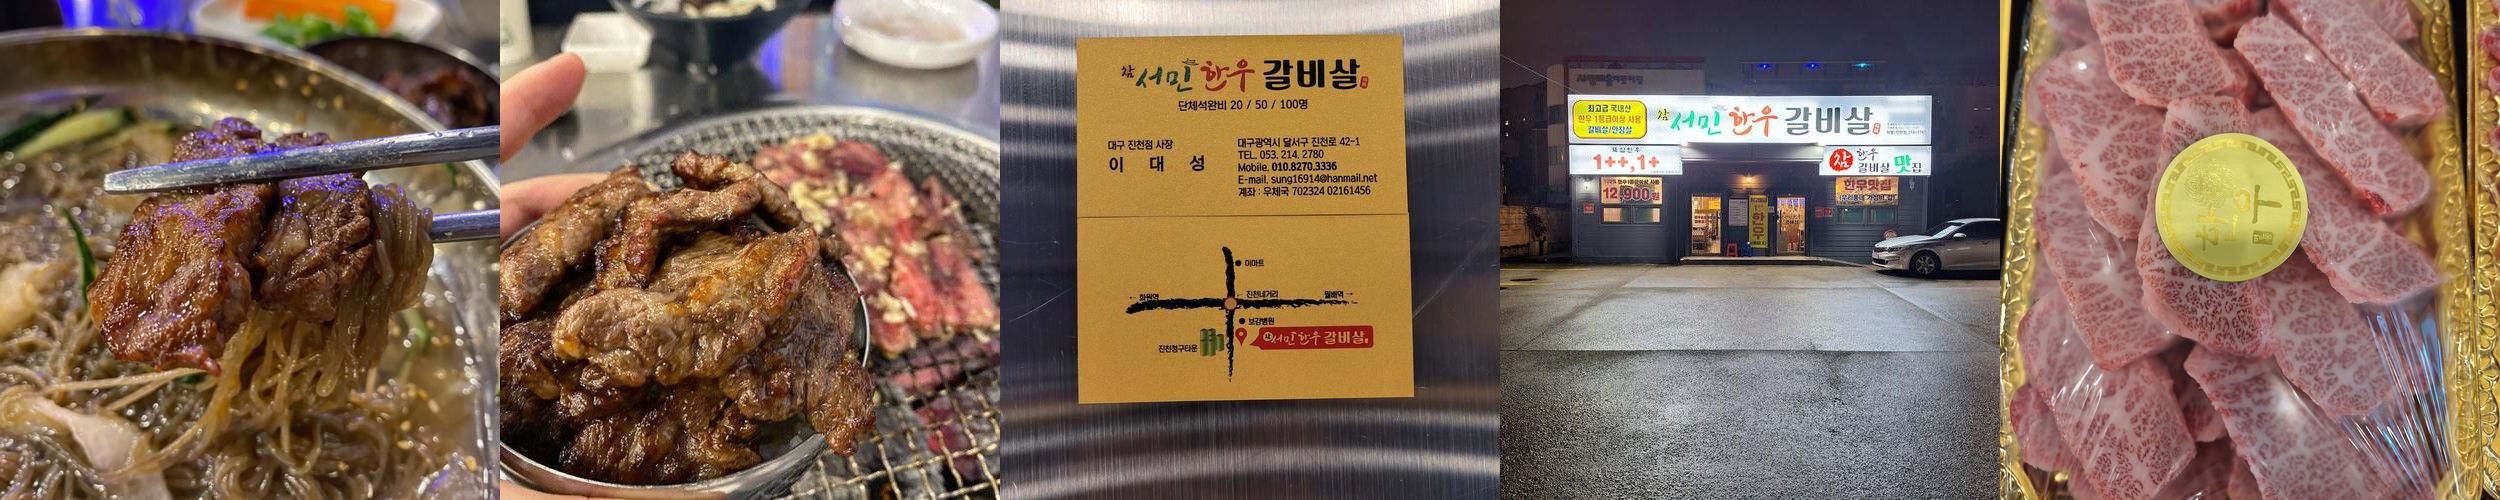 참 서민 한우 갈비살
단체석완비 20 / 50 / 100명
대구 진천점 사장
이 대 성
대구광역시 달서구 진천로 42-1
TEL. 053. 214. 2780
Mobile. 010.8270.3336
E-mail. sung16914@hanmail.net
계좌 : 우체국 702324 02161456
이마트
← 화원역
진천네거리
월배역 →
보강병원
진천청구타운
참 서민 한우 갈비살
최고급 국내산
한우 1등급이상 사용
갈비살/안창살
참 서민 한우 갈비살
1++,1+
참 한우
갈비살 맛집
12,900원
한우맛집
한우